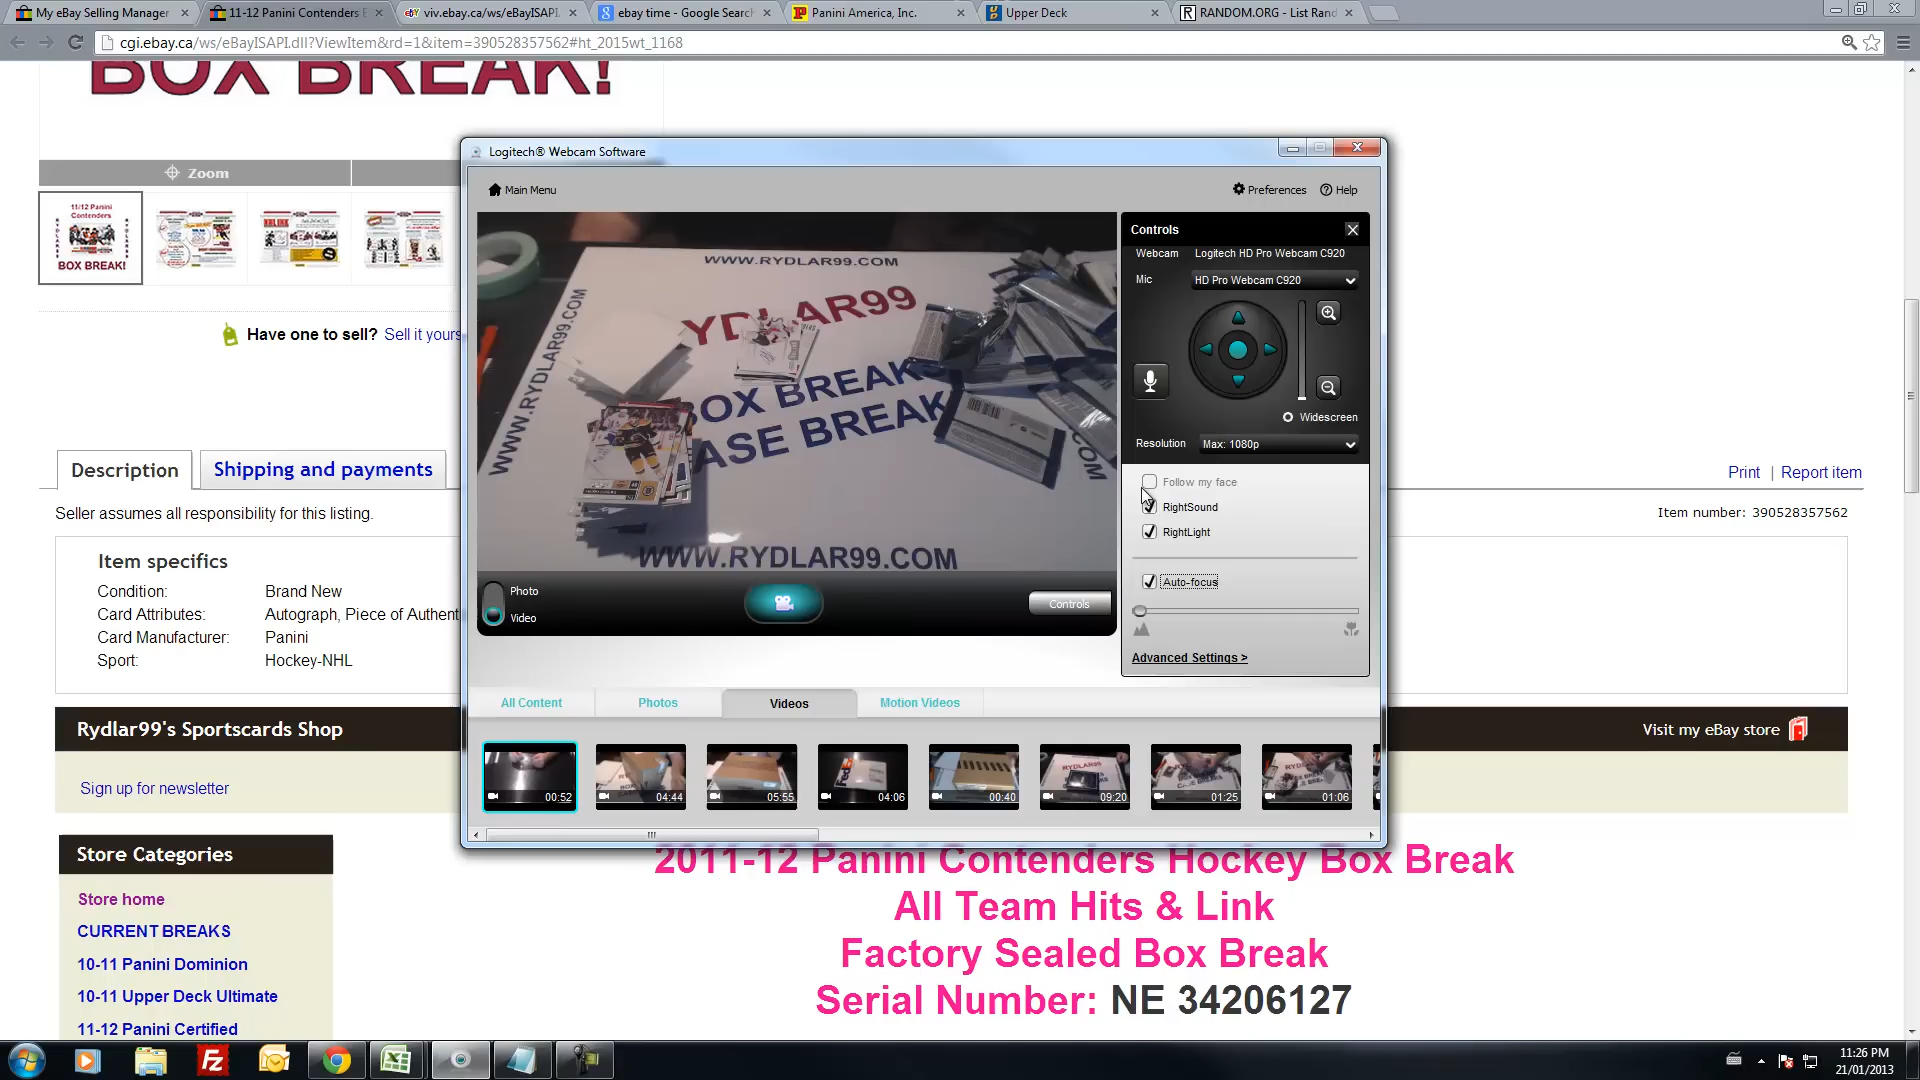 My eBay Selling Manager
11-12 Panini Contenders
viv.ebay.ca/ws/eBayISAPI.
ebay time - Google Search
Panini America, Inc.
Upper Deck
RANDOM.ORG - List Rand
cgi.ebay.ca/ws/eBayISAPI.dll?ViewItem&rd=1&item=390528357562#ht_2015wt_1168
BOX BREAK!
Zoom
11/12 Panini
Contenders
BOX BREAK!
Have one to sell? Sell it yours
Description
Shipping and payments
Print | Report item
Seller assumes all responsibility for this listing.
Item number: 390528357562
Item specifics
Condition: Brand New
Card Attributes: Autograph, Piece of Authent
Card Manufacturer: Panini
Sport: Hockey-NHL
Rydlar99's Sportscards Shop
Visit my eBay store
Sign up for newsletter
Store Categories
Store home
CURRENT BREAKS
10-11 Panini Dominion
10-11 Upper Deck Ultimate
11-12 Panini Certified
Logitech® Webcam Software
Main Menu
Preferences
Help
WWW.RYDLAR99.COM
WWW.RYDLAR99.COM
YDLAR99
BOX BREAKS
ASE BREAK
WWW.RYDLAR99.COM
Photo
Video
Controls
Controls
Webcam Logitech HD Pro Webcam C920
Mic HD Pro Webcam C920
Widescreen
Resolution Max: 1080p
Follow my face
RightSound
RightLight
Auto-focus
Advanced Settings >
All Content
Photos
Videos
Motion Videos
00:52
04:44
05:55
04:06
00:40
09:20
01:25
01:06
2011-12 Panini Contenders Hockey Box Break
All Team Hits & Link
Factory Sealed Box Break
Serial Number: NE 34206127
11:26 PM
21/01/2013